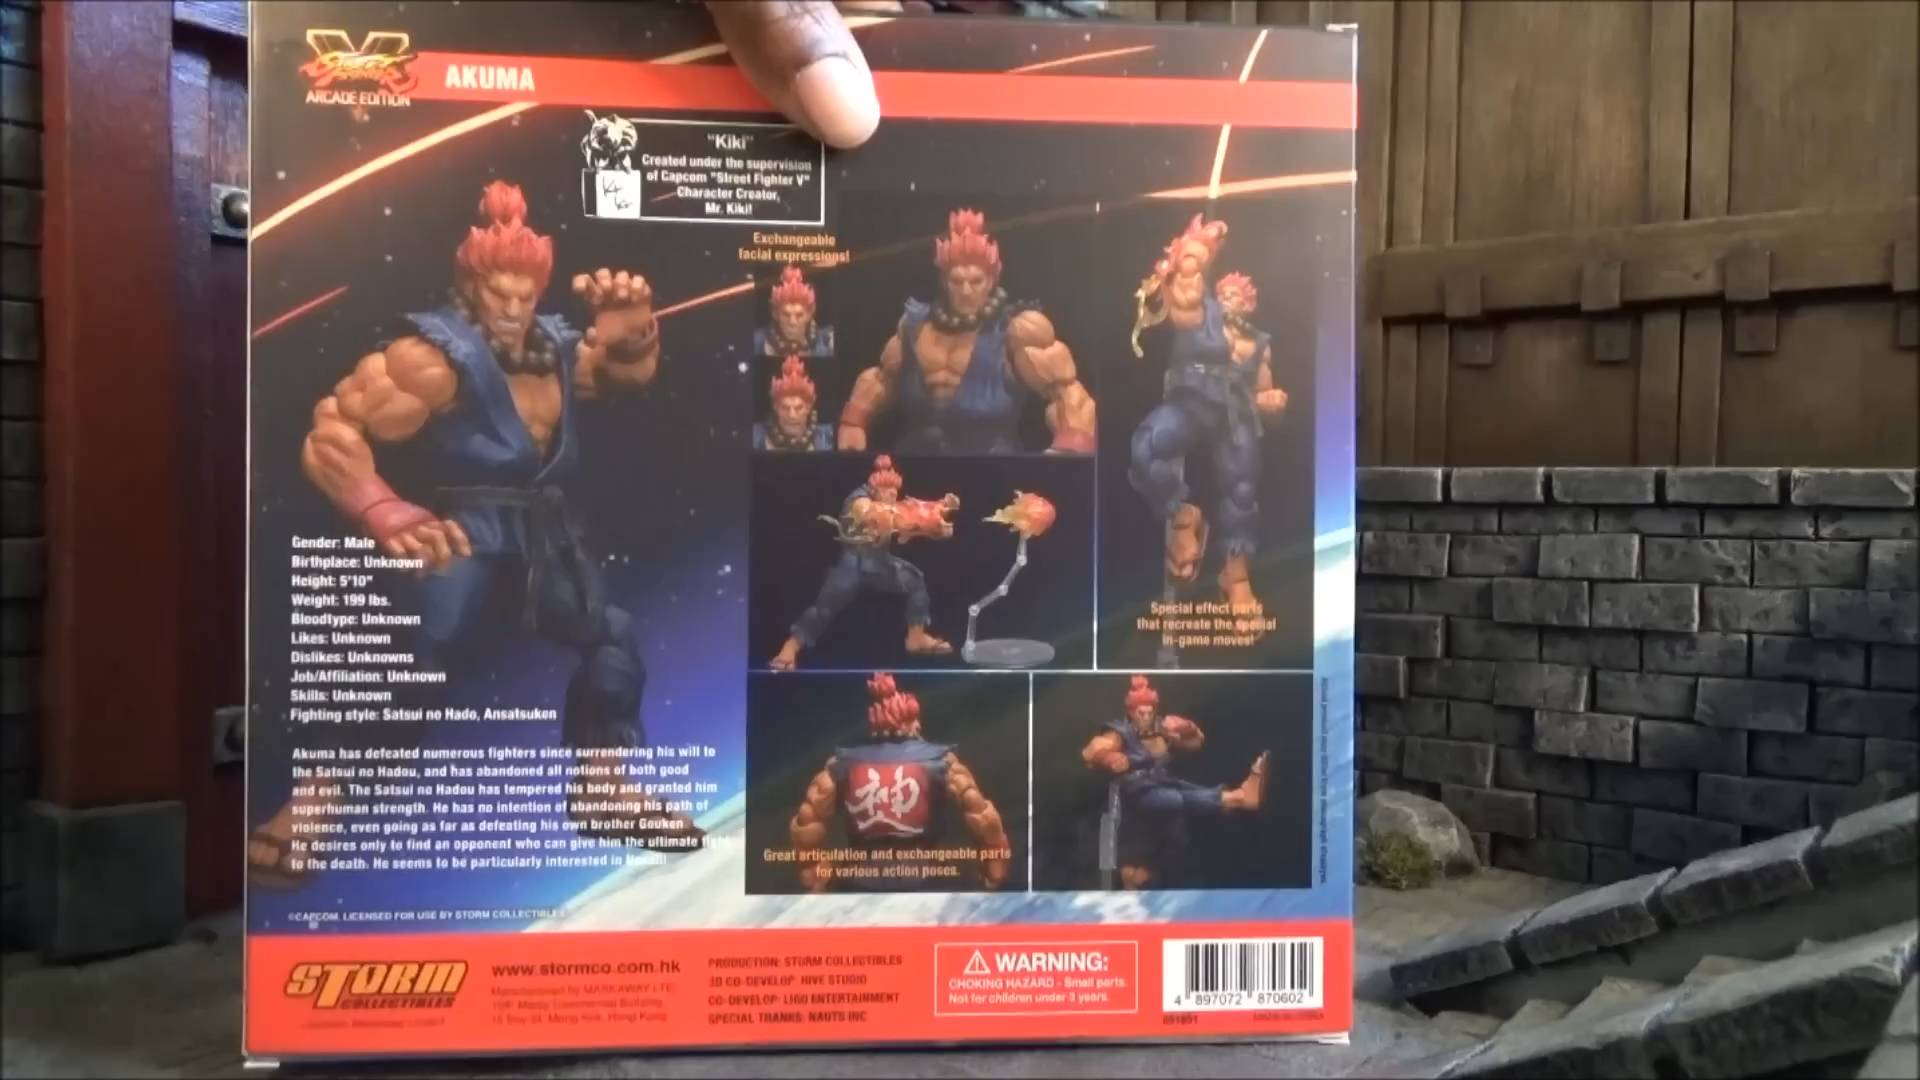 STREET FIGHTER V
ARCADE EDITION
AKUMA
"Kiki"
Created under the supervision
of Capcom "Street Fighter V"
Character Creator,
Mr. Kiki!
Exchangeable
facial expressions!
Special effect parts
that recreate the special
in-game moves!
Gender: Male
Birthplace: Unknown
Height: 5'10"
Weight: 199 lbs.
Bloodtype: Unknown
Likes: Unknown
Dislikes: Unknowns
Job/Affiliation: Unknown
Skills: Unknown
Fighting style: Satsui no Hado, Ansatsuken
Akuma has defeated numerous fighters since surrendering his will to
the Satsui no Hadou, and has abandoned all notions of both good
and evil. The Satsui no Hadou has tempered his body and granted him
superhuman strength. He has no intention of abandoning his path of
violence, even going as far as defeating his own brother Gouken
He desires only to find an opponent who can give him the ultimate fight
to the death. He seems to be particularly interested in
神
Great articulation and exchangeable parts
for various action poses.
©CAPCOM. LICENSED FOR USE BY STORM COLLECTIBLES
STORM
COLLECTIBLES
www.stormco.com.hk
Manufactured by MARKAWAY LTD
PRODUCTION: STORM COLLECTIBLES
3D CO-DEVELOP: HIVE STUDIO
CO-DEVELOP: LIGO ENTERTAINMENT
SPECIAL THANKS: NAUTS INC
WARNING:
CHOKING HAZARD - Small parts.
Not for children under 3 years.
4 897072 870602